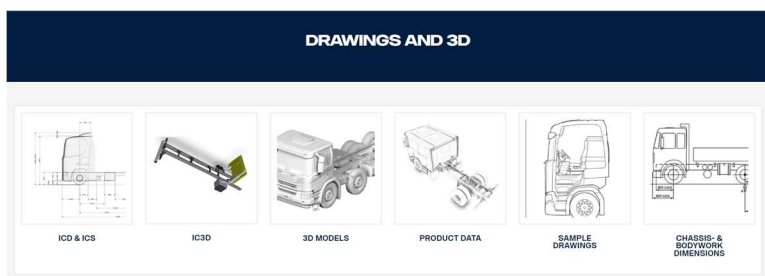 DRAWINGS AND 3D
ICD & ICS
IC3D
3D MODELS
PRODUCT DATA
SAMPLE
DRAWINGS
CHASSIS- &
BODYWORK
DIMENSIONS